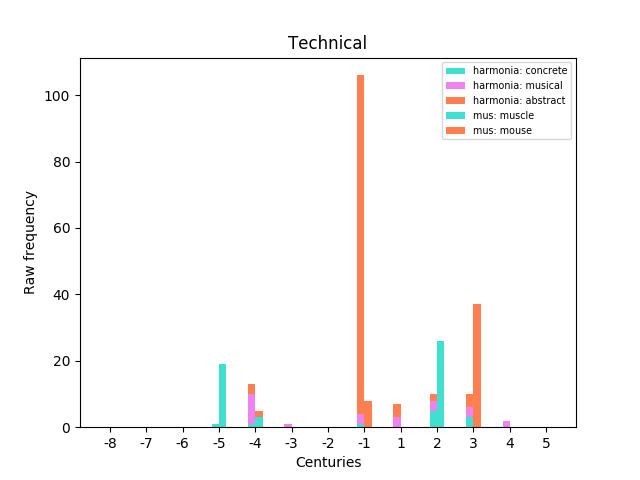 Technical
harmonia: concrete
harmonia: musical
harmonia: abstract
mus: muscle
mus: mouse
Raw frequency
100
80
60
40
20
0
-8 -7 -6 -5 -4 -3 -2 -1 1 2 3 4 5
Centuries